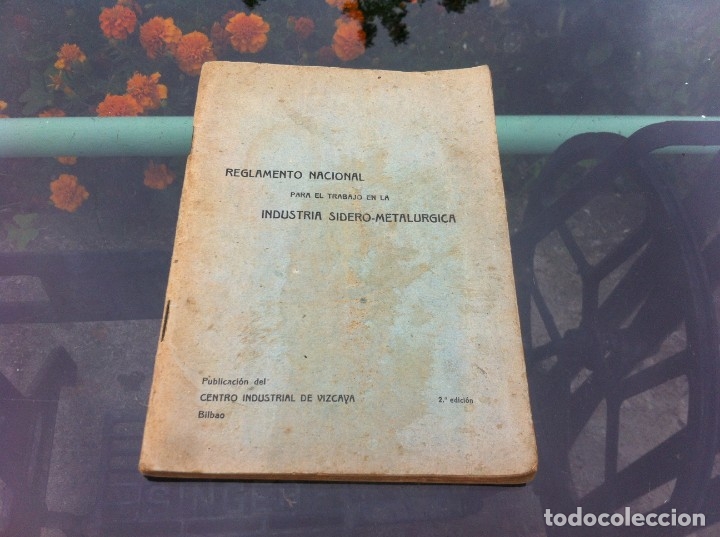 REGLAMENTO NACIONAL
PARA EL TRABAJO EN LA
INDUSTRIA SIDERO-METALURGICA
Publicación del
CENTRO INDUSTRIAL DE VIZCAYA
2.ª edición
Bilbao
SINGER
todocoleccion